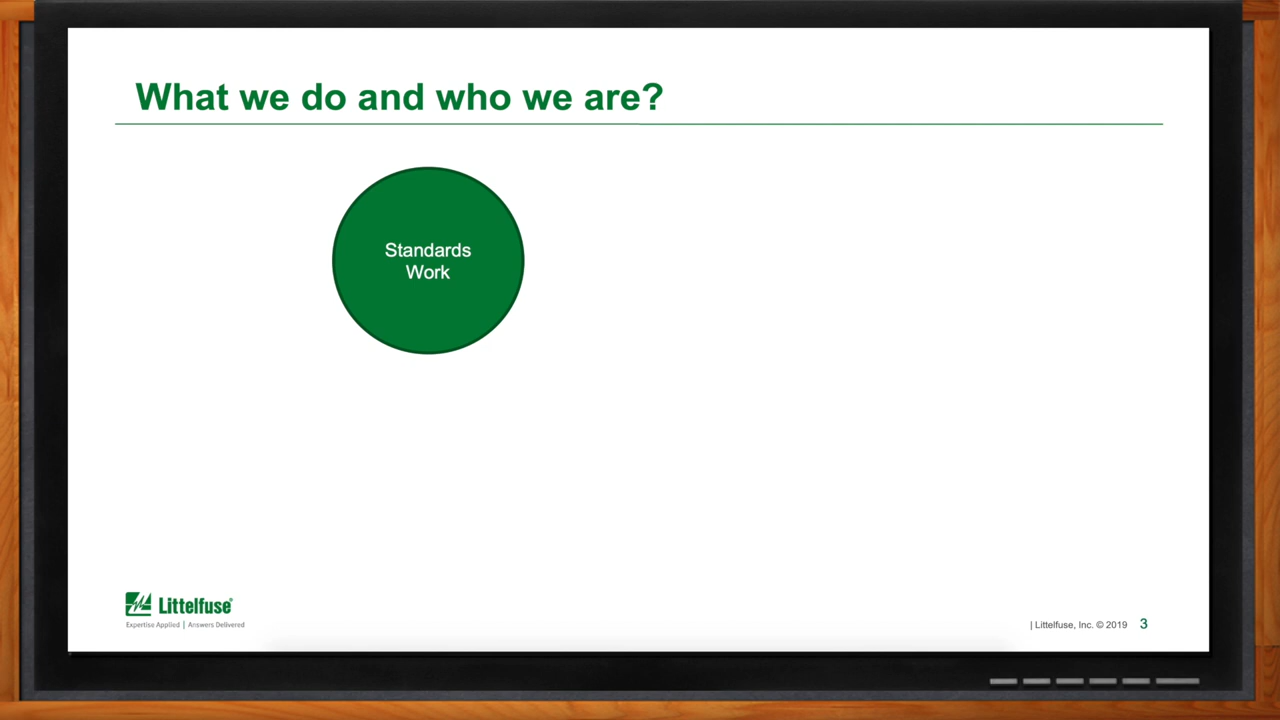 What we do and who we are?
Standards
Work
Littelfuse®
Expertise Applied | Answers Delivered
| Littelfuse, Inc. © 2019 3